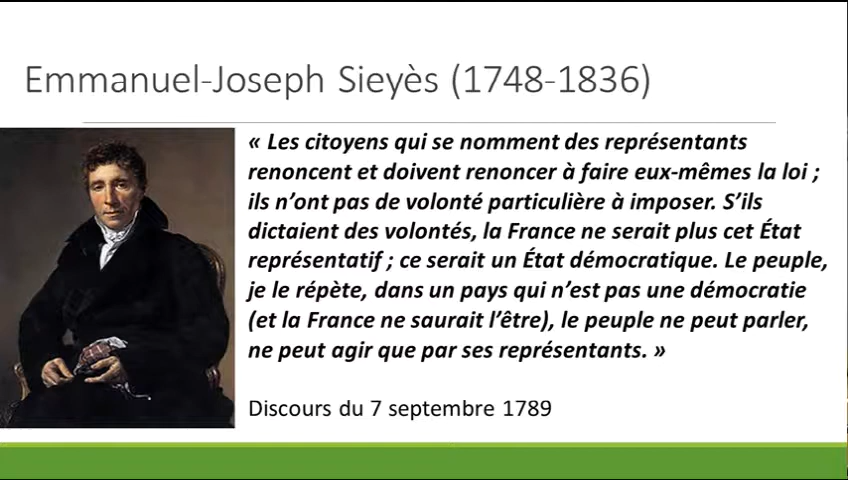 Emmanuel-Joseph Sieyès (1748-1836)
« Les citoyens qui se nomment des représentants
renoncent et doivent renoncer à faire eux-mêmes la loi ;
ils n’ont pas de volonté particulière à imposer. S’ils
dictaient des volontés, la France ne serait plus cet État
représentatif ; ce serait un État démocratique. Le peuple,
je le répète, dans un pays qui n’est pas une démocratie
(et la France ne saurait l’être), le peuple ne peut parler,
ne peut agir que par ses représentants. »
Discours du 7 septembre 1789